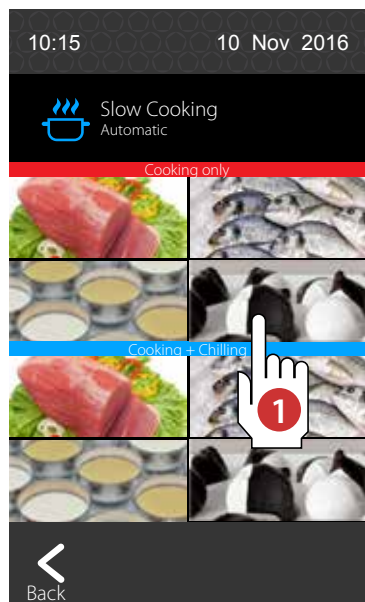 10:15 10 Nov 2016
Slow Cooking
Automatic
Cooking only
Cooking + Chilling
1
Back